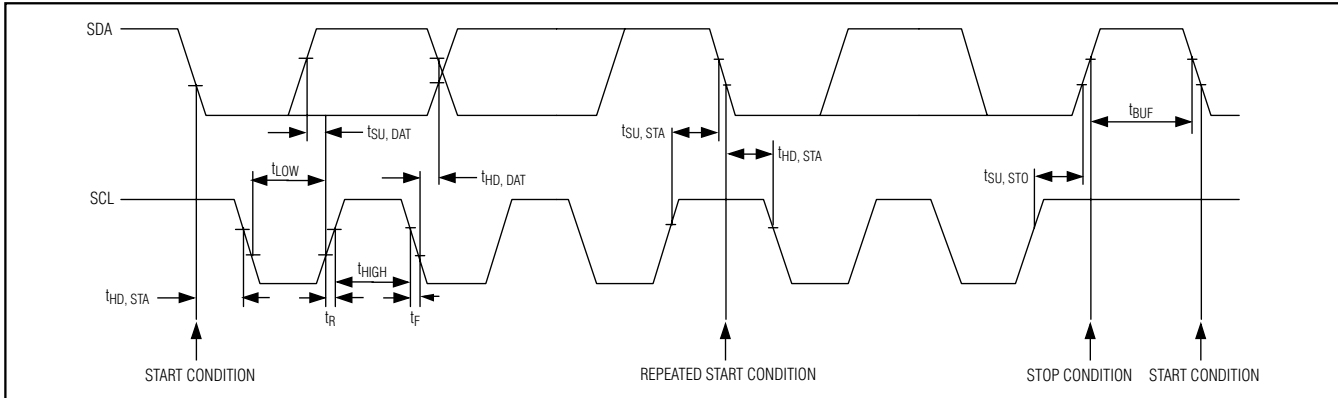 SDA
tSU, DAT
tSU, STA
tBUF
tHD, STA
tLOW
tHD, DAT
tSU, STO
SCL
tHIGH
tHD, STA
tR
tF
START CONDITION
REPEATED START CONDITION
STOP CONDITION
START CONDITION